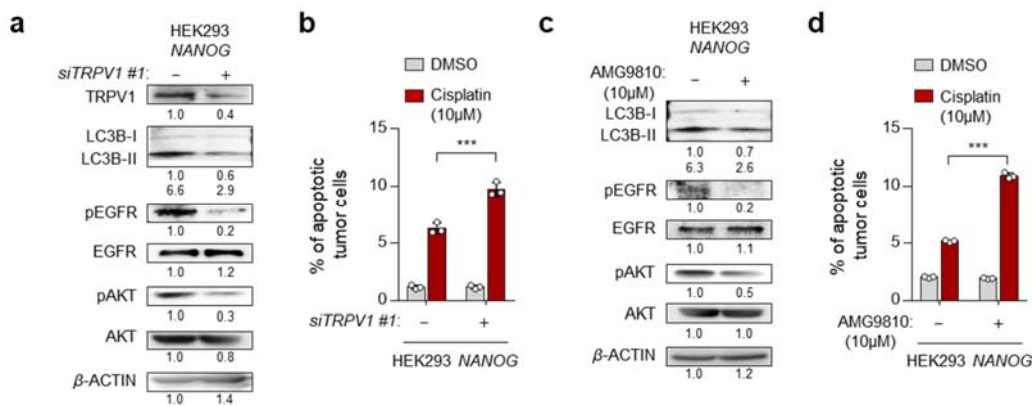 a
HEK293
NANOG
siTRPV1 #1: – +
TRPV1
1.0 0.4
LC3B-I
LC3B-II
1.0 0.6
6.6 2.9
pEGFR
1.0 0.2
EGFR
1.0 1.2
pAKT
1.0 0.3
AKT
1.0 0.8
β-ACTIN
1.0 1.4
b
DMSO
Cisplatin
(10μM)
% of apoptotic
tumor cells
15
10
5
0
***
siTRPV1 #1: – +
HEK293 NANOG
c
HEK293
NANOG
AMG9810: – +
(10μM)
LC3B-I
LC3B-II
1.0 0.7
6.3 2.6
pEGFR
1.0 0.2
EGFR
1.0 1.1
pAKT
1.0 0.5
AKT
1.0 1.0
β-ACTIN
1.0 1.2
d
DMSO
Cisplatin
(10μM)
% of apoptotic
tumor cells
15
10
5
0
***
AMG9810: – +
(10μM)
HEK293 NANOG